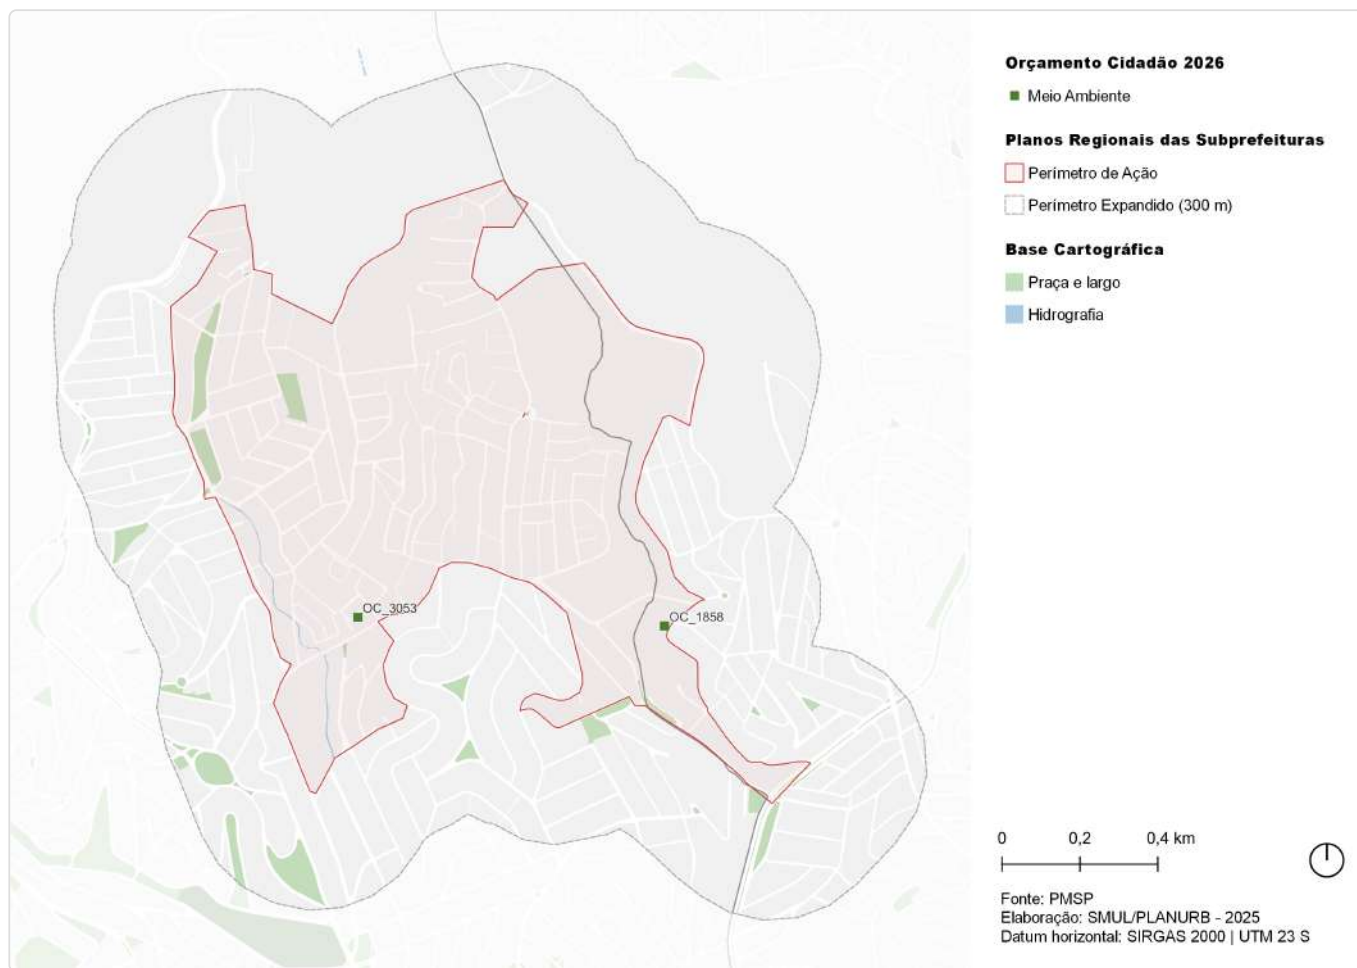 Orçamento Cidadão 2026
Meio Ambiente
Planos Regionais das Subprefeituras
Perímetro de Ação
Perímetro Expandido (300 m)
Base Cartográfica
Praça e largo
Hidrografia
OC_3053
OC_1858
0 0,2 0,4 km
Fonte: PMSP
Elaboração: SMUL/PLANURB - 2025
Datum horizontal: SIRGAS 2000 | UTM 23 S